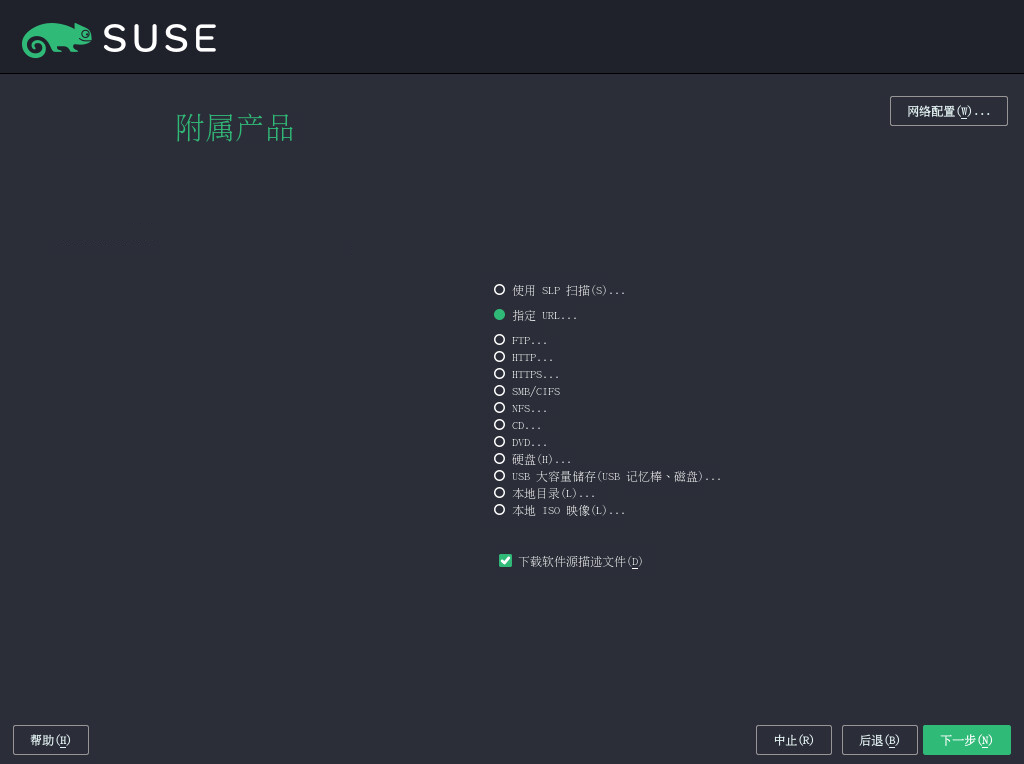 SUSE
附属产品
网络配置(W)...
使用 SLP 扫描(S)...
指定 URL...
FTP...
HTTP...
HTTPS...
SMB/CIFS
NFS...
CD...
DVD...
硬盘(H)...
USB 大容量储存(USB 记忆棒、磁盘)...
本地目录(L)...
本地 ISO 映像(L)...
下载软件源描述文件(D)
帮助(H)
中止(R)
后退(B)
下一步(N)